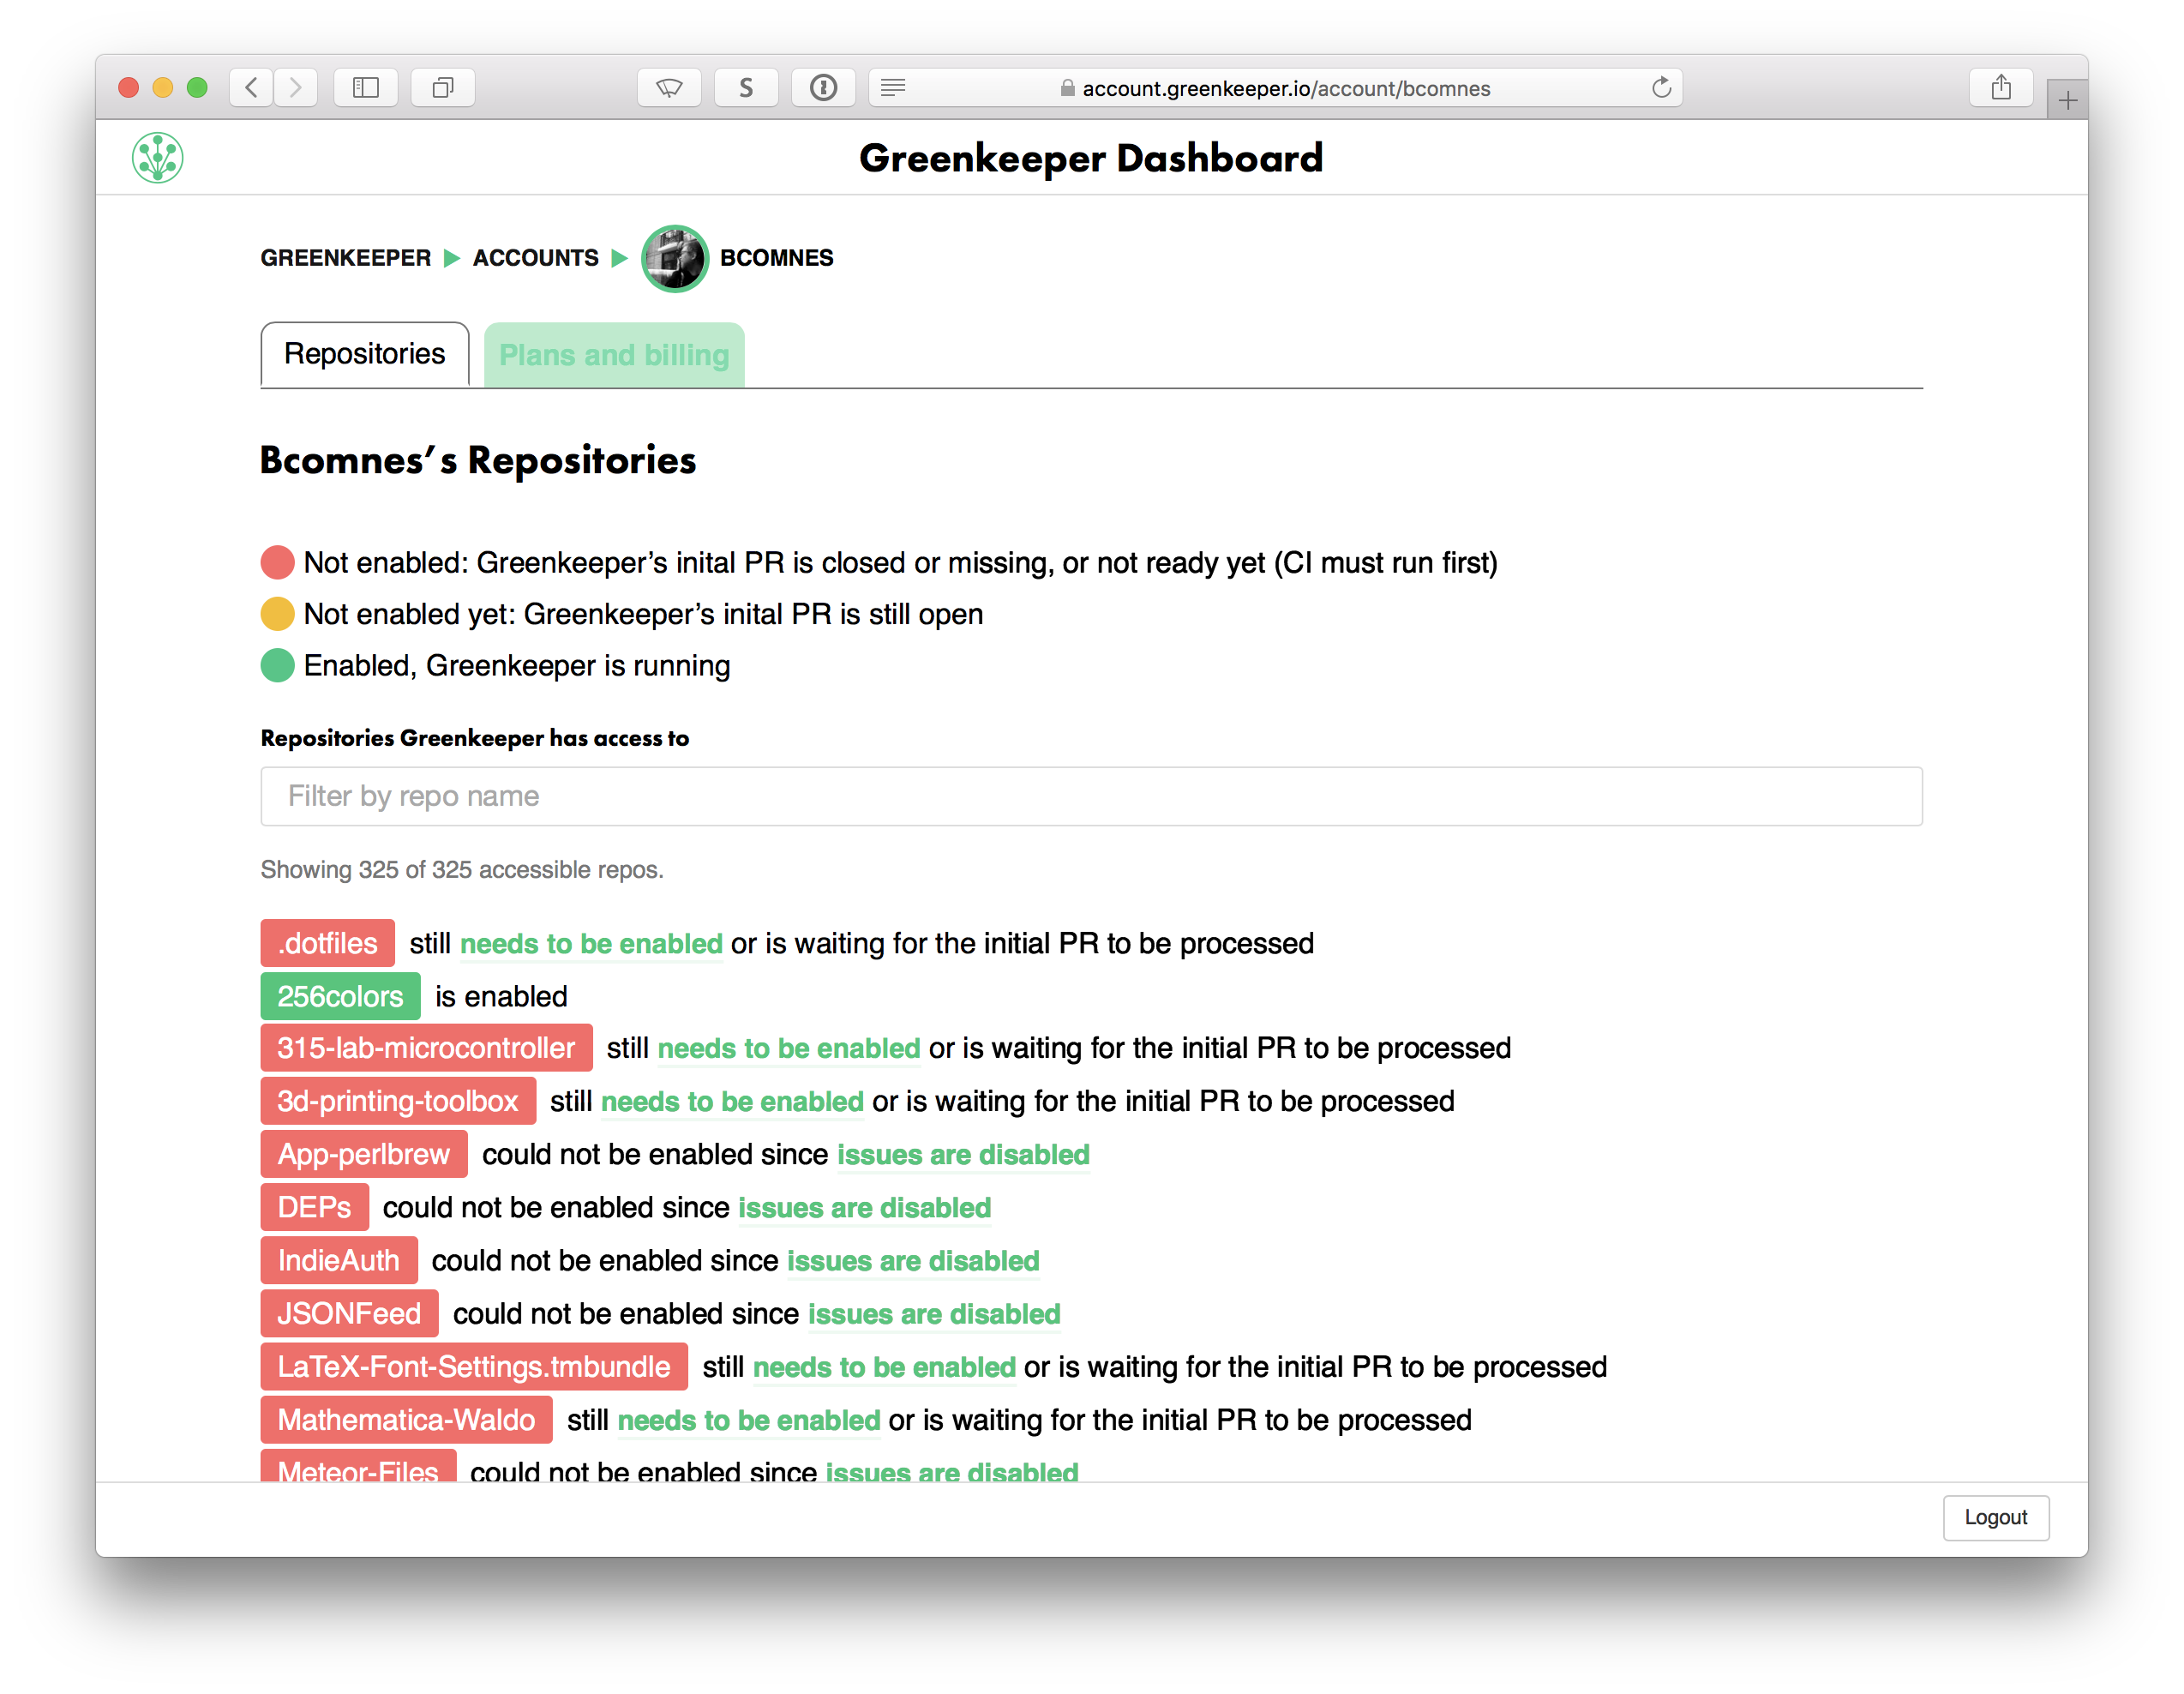 S
account.greenkeeper.io/account/bcomnes
Greenkeeper Dashboard
GREENKEEPER ACCOUNTS BCOMNES
Repositories Plans and billing
Bcomnes’s Repositories
Not enabled: Greenkeeper’s inital PR is closed or missing, or not ready yet (CI must run first)
Not enabled yet: Greenkeeper’s inital PR is still open
Enabled, Greenkeeper is running
Repositories Greenkeeper has access to
Filter by repo name
Showing 325 of 325 accessible repos.
.dotfiles still needs to be enabled or is waiting for the initial PR to be processed
256colors is enabled
315-lab-microcontroller still needs to be enabled or is waiting for the initial PR to be processed
3d-printing-toolbox still needs to be enabled or is waiting for the initial PR to be processed
App-perlbrew could not be enabled since issues are disabled
DEPs could not be enabled since issues are disabled
IndieAuth could not be enabled since issues are disabled
JSONFeed could not be enabled since issues are disabled
LaTeX-Font-Settings.tmbundle still needs to be enabled or is waiting for the initial PR to be processed
Mathematica-Waldo still needs to be enabled or is waiting for the initial PR to be processed
Meteor-Files could not be enabled since issues are disabled
Logout